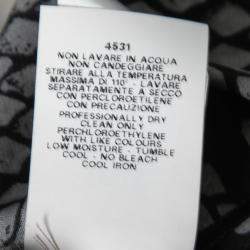 4531
NON LAVARE IN ACQUA
NON CANDEGGIARE
STIRARE ALLA TEMPERATURA
MASSIMA DI 110° - LAVARE
SEPARATAMENTE A SECCO
CON PERCLOROETILENE
CON PRECAUZIONE
PROFESSIONALLY DRY
CLEAN ONLY
PERCHLOROETHYLENE
WITH LIKE COLOURS
LOW MOISTURE - TUMBLE
COOL - NO BLEACH
COOL IRON